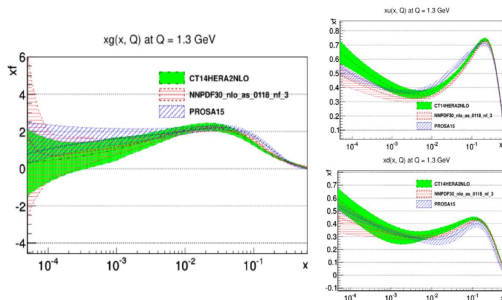 xg(x, Q) at Q = 1.3 GeV
xf
6
4
2
0
-2
-4
CT14HERA2NLO
NNPDF30_nlo_as_0118_nf_3
PROSA15
10⁻⁴
10⁻³
10⁻²
10⁻¹
x
xu(x, Q) at Q = 1.3 GeV
xf
0.8
0.7
0.6
0.5
0.4
0.3
0.2
0.1
CT14HERA2NLO
NNPDF30_nlo_as_0118_nf_3
PROSA15
10⁻⁴
10⁻³
10⁻²
10⁻¹
x
xd(x, Q) at Q = 1.3 GeV
xf
0.8
0.7
0.6
0.5
0.4
0.3
0.2
0.1
0
-0.1
CT14HERA2NLO
NNPDF30_nlo_as_0118_nf_3
PROSA15
10⁻⁴
10⁻³
10⁻²
10⁻¹
x